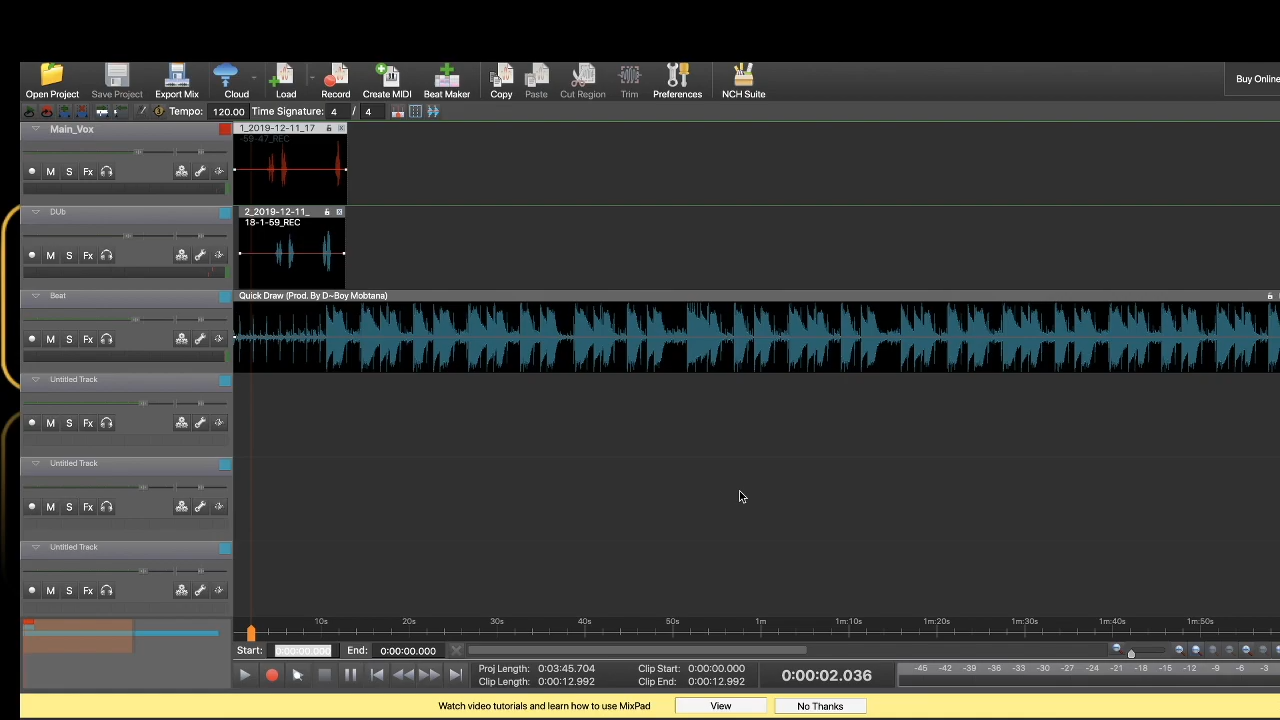 Open Project Save Project Export Mix Cloud Load Record Create MIDI Beat Maker Copy Paste Cut Region Trim Preferences NCH Suite Buy Online
Tempo: 120.00 Time Signature: 4 / 4
Main_Vox 1_2019-12-11_17
-59-47_REC
M S Fx
DUb 2_2019-12-11_
18-1-59_REC
M S Fx
Beat Quick Draw (Prod. By D~Boy Mobtana)
M S Fx
Untitled Track
M S Fx
Untitled Track
M S Fx
Untitled Track
M S Fx
10s 20s 30s 40s 50s 1m 1m:10s 1m:20s 1m:30s 1m:40s 1m:50s
Start: 0:00:00.000 End: 0:00:00.000
Proj Length: 0:03:45.704 Clip Start: 0:00:00.000
Clip Length: 0:00:12.992 Clip End: 0:00:12.992
0:00:02.036
-45 -42 -39 -36 -33 -30 -27 -24 -21 -18 -15 -12 -9 -6 -3
Watch video tutorials and learn how to use MixPad View No Thanks